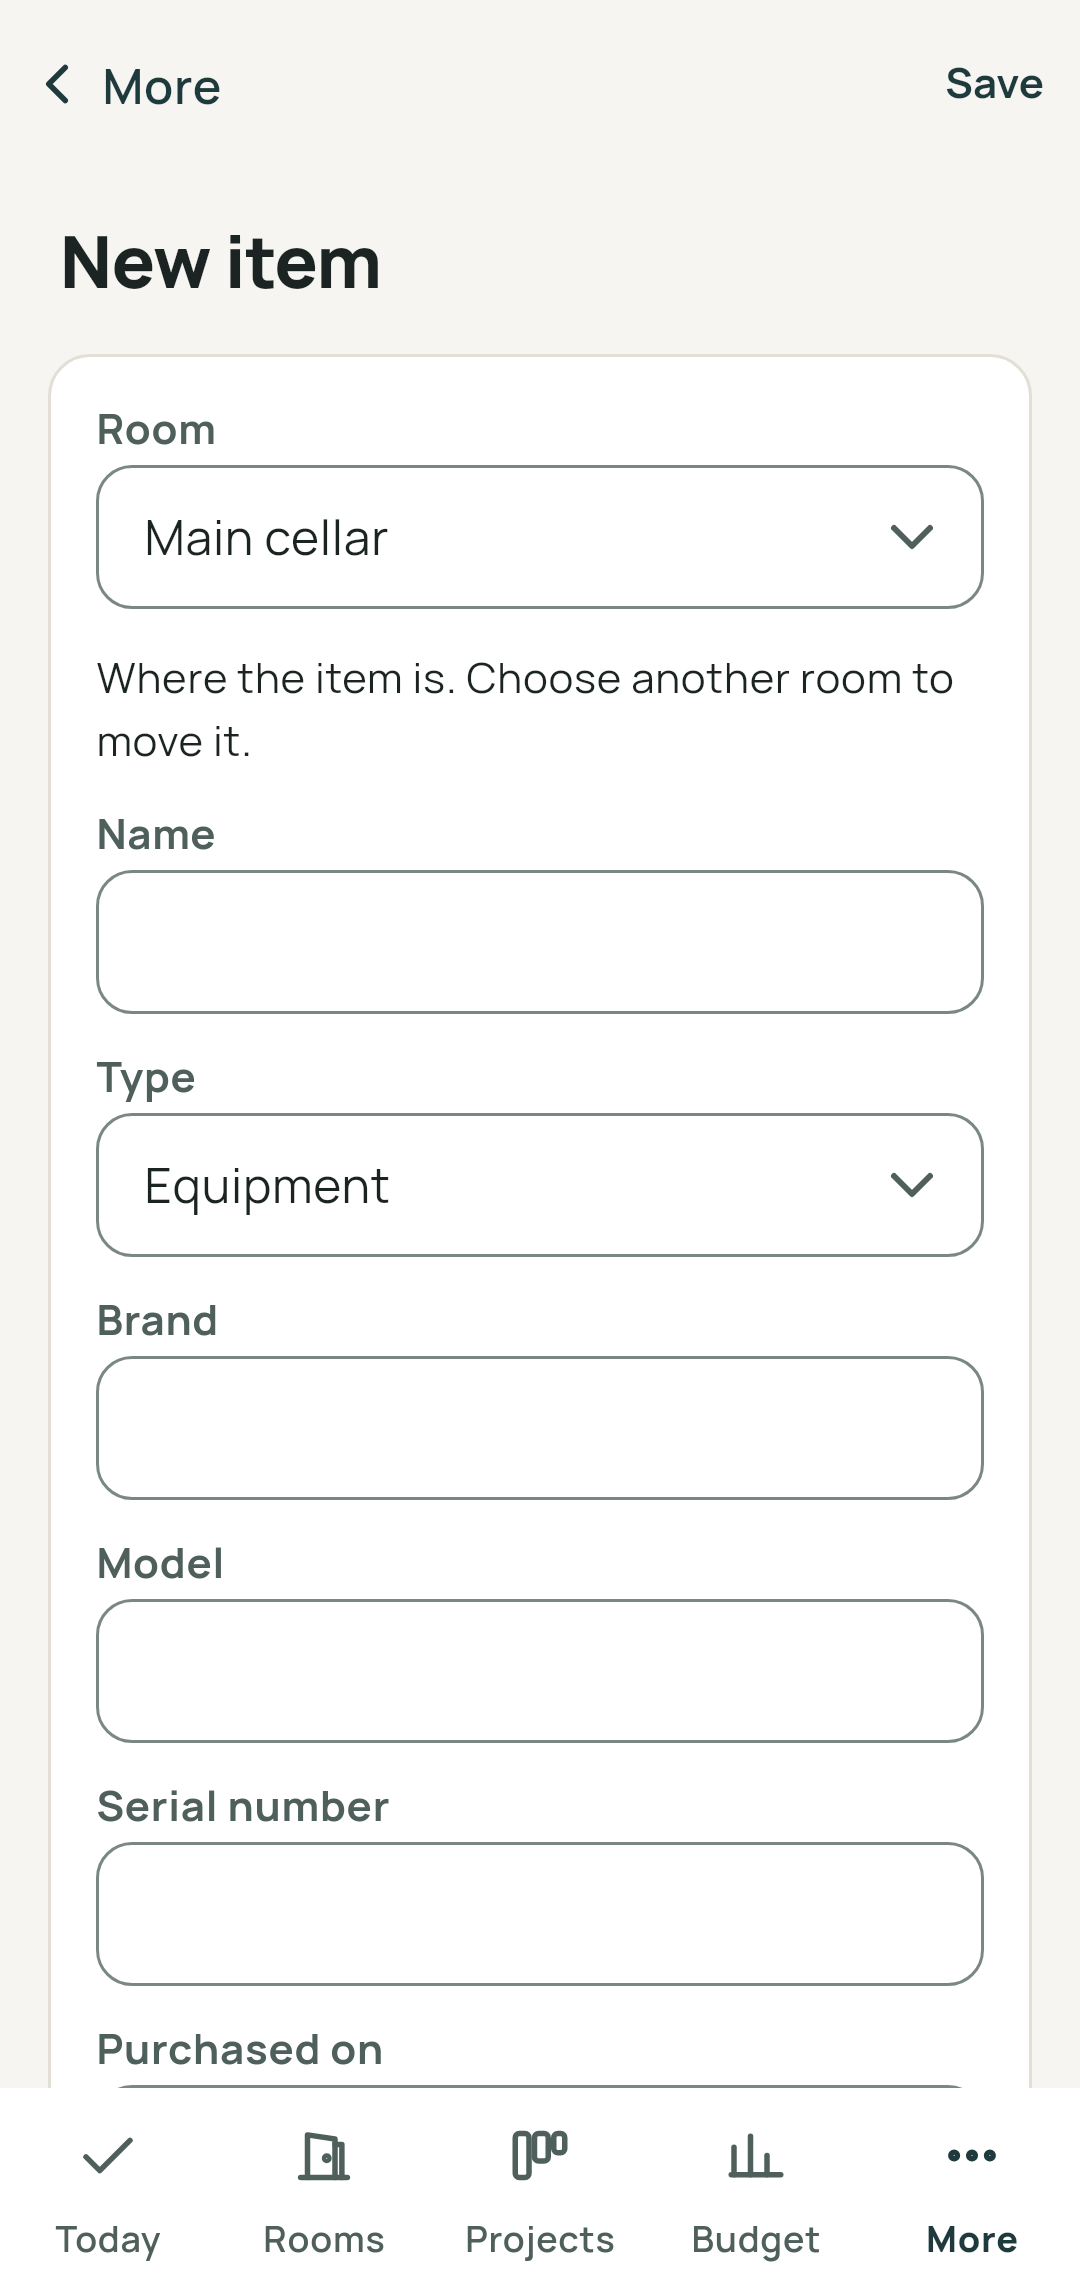 More
Save
New item
Room
Main cellar
Where the item is. Choose another room to
move it.
Name
Type
Equipment
Brand
Model
Serial number
Purchased on
Today
Rooms
Projects
Budget
More